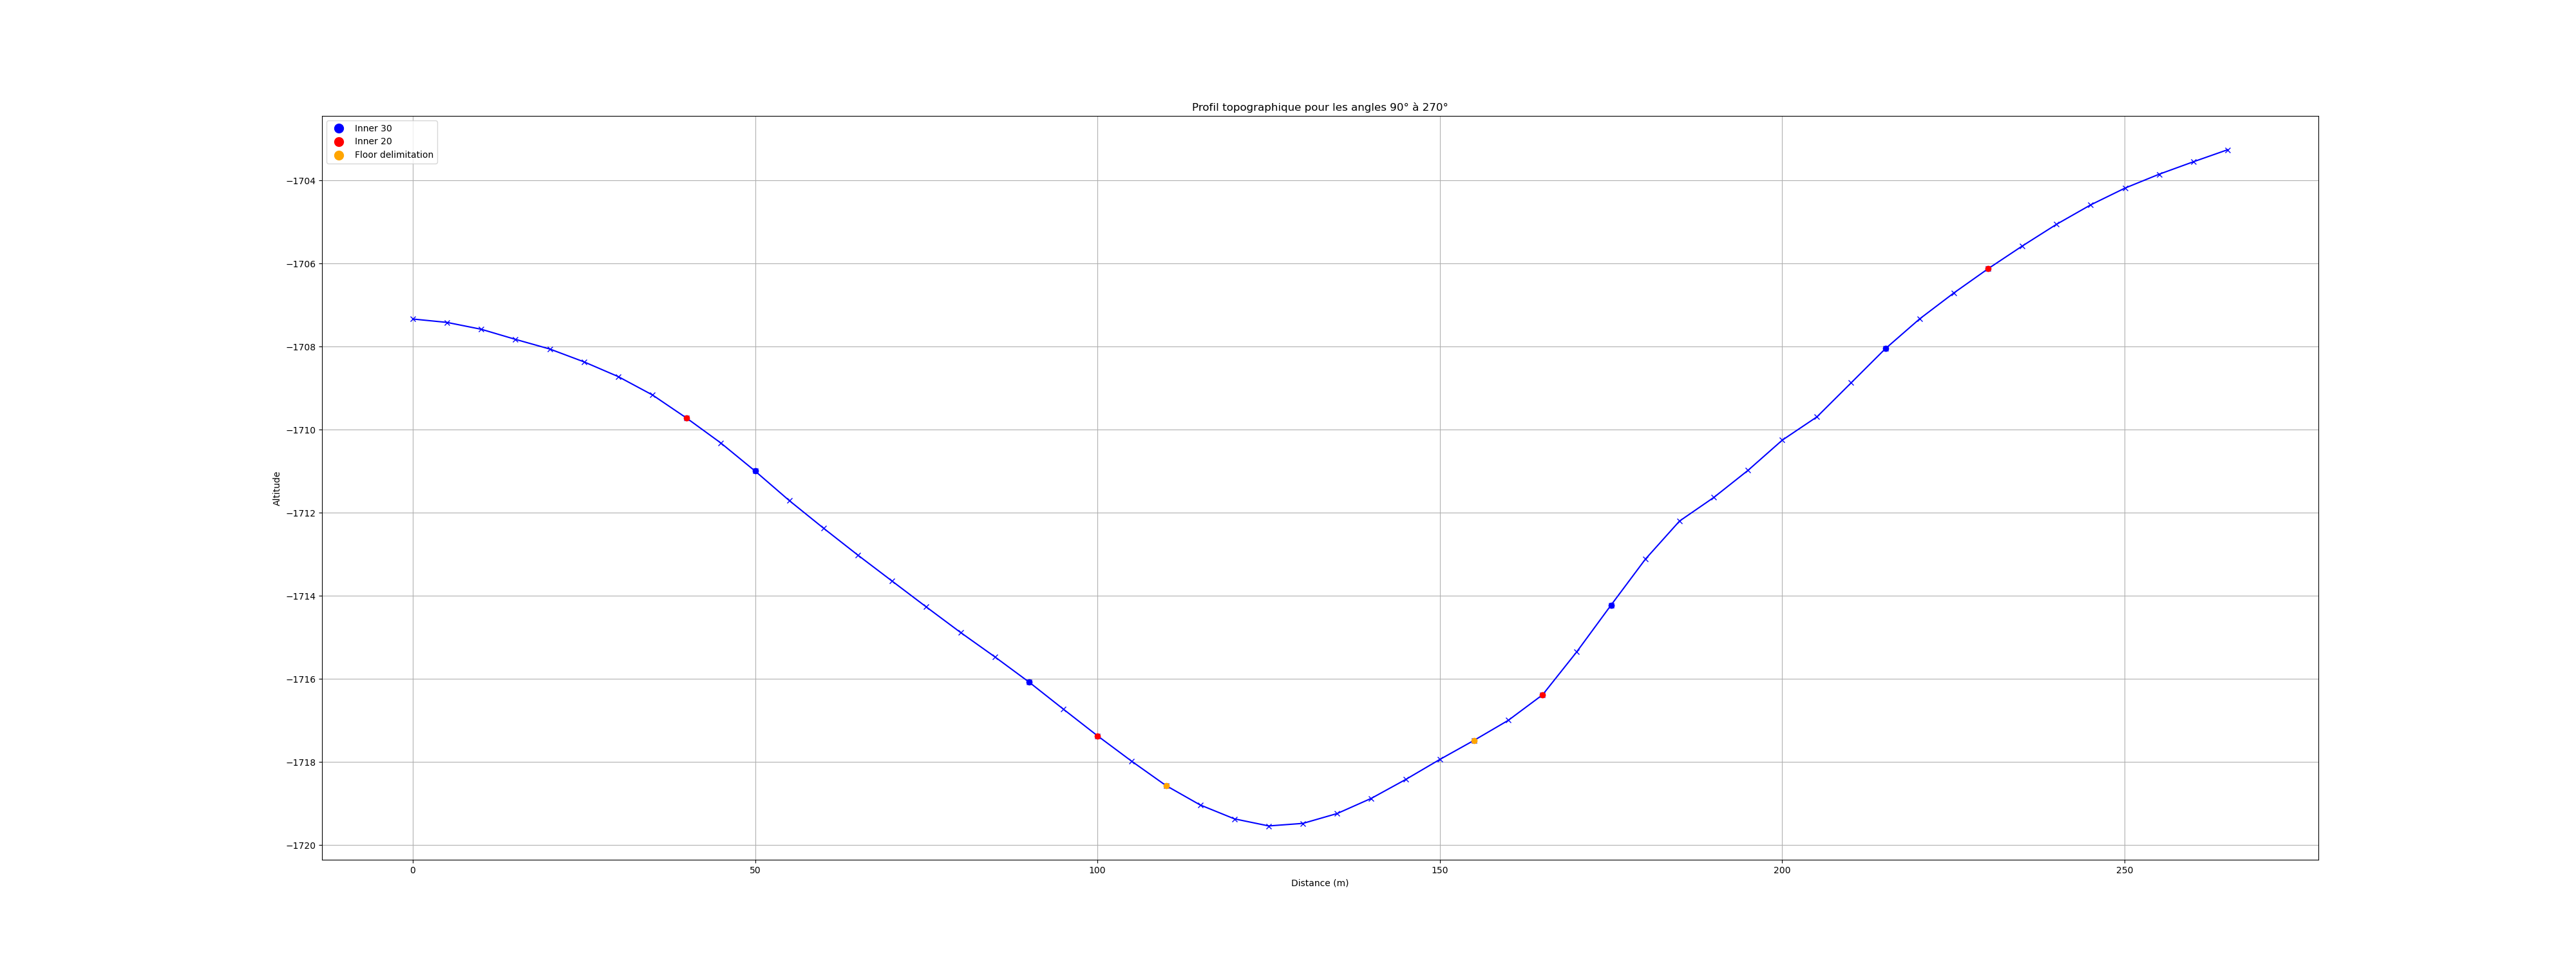 Profil topographique pour les angles 90° à 270°
Inner 30
Inner 20
Floor delimitation
−1704
−1706
−1708
−1710
−1712
−1714
−1716
−1718
−1720
Altitude
0 50 100 150 200 250
Distance (m)